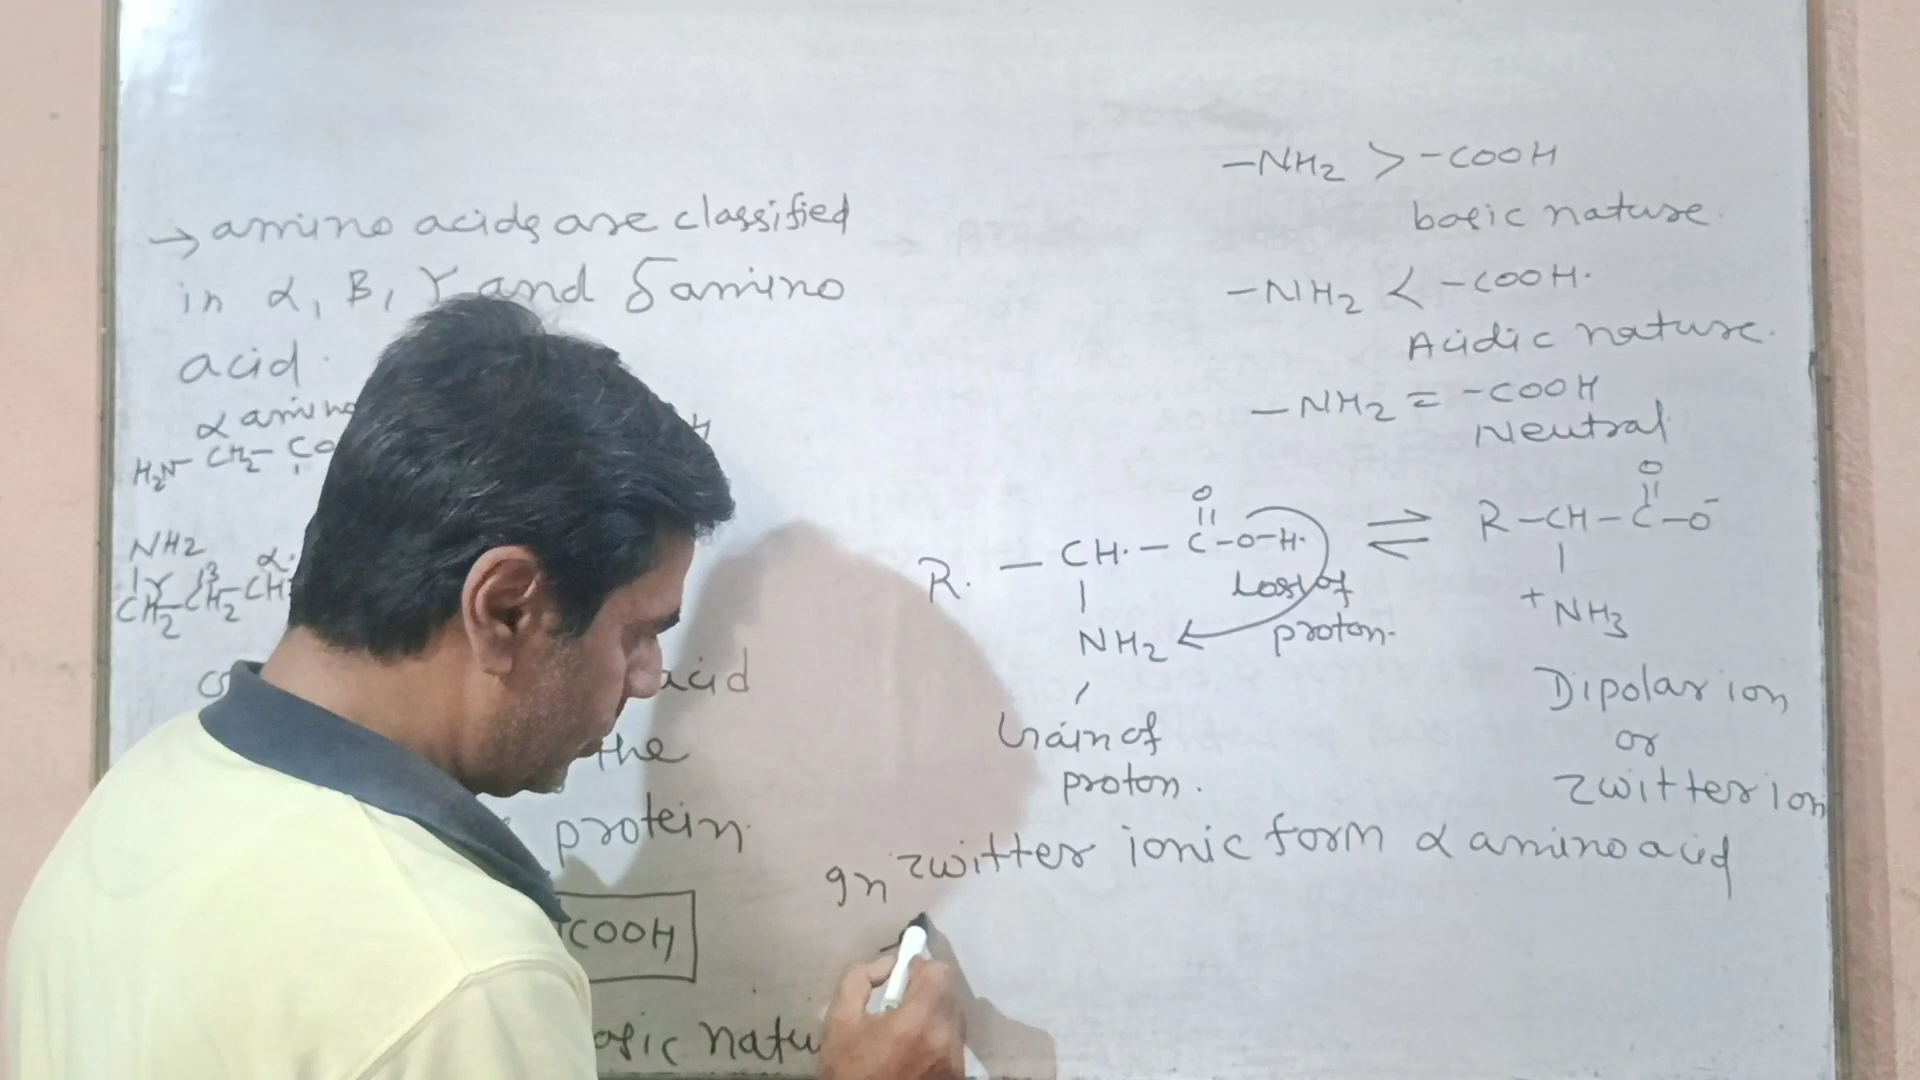 → amino acids are classified
in α, B, γ and δ amino
acid.
α amino
H₂N-CH₂-CO
NH2
γ β α
CH₂-CH₂-CH
acid
the
protein
COOH
natu
-NH₂ > -COOH
basic nature.
-NH₂ < -COOH.
Acidic nature.
-NH₂ = -COOH
Neutral
O O
R. - CH. - C-O-H. ⇌ R-CH-C-O⁻
Loss of
proton.
NH₂ +NH₃
Gain of
proton.
Dipolar ion
or
zwitter ion
In zwitter ionic form α amino acid